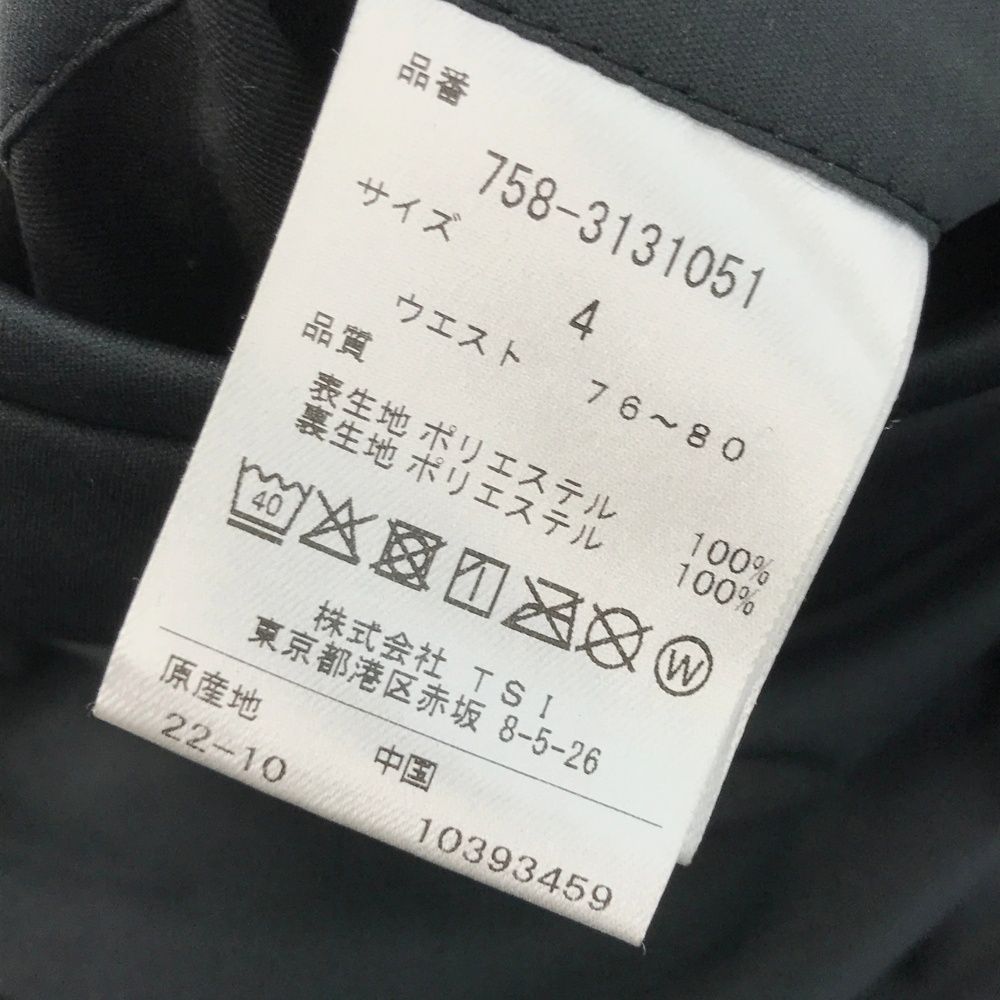 品番
758-3131051
サイズ
4
ウエスト 76～80
品質
表生地 ポリエステル 100%
裏生地 ポリエステル 100%
40
W
株式会社 TSI
東京都港区赤坂 8-5-26
原産地 中国
22-10 10393459